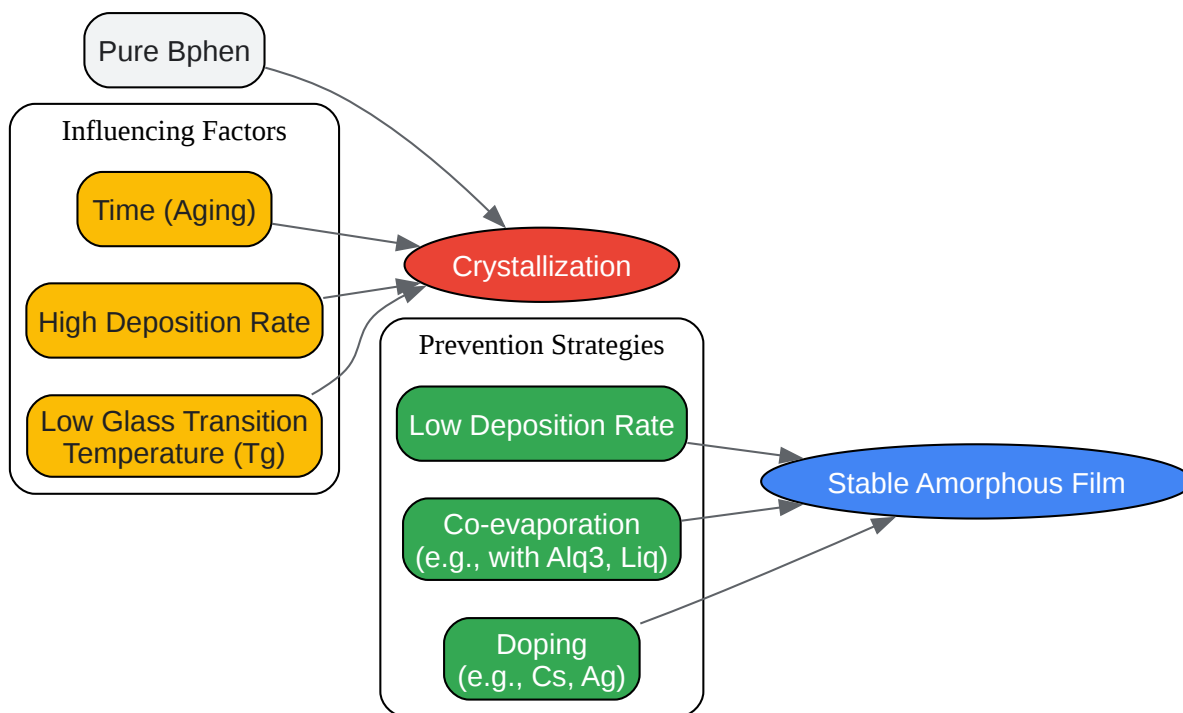 Pure Bphen
Influencing Factors
Time (Aging)
High Deposition Rate
Low Glass Transition
Temperature (Tg)
Crystallization
Prevention Strategies
Low Deposition Rate
Co-evaporation
(e.g., with Alq3, Liq)
Doping
(e.g., Cs, Ag)
Stable Amorphous Film